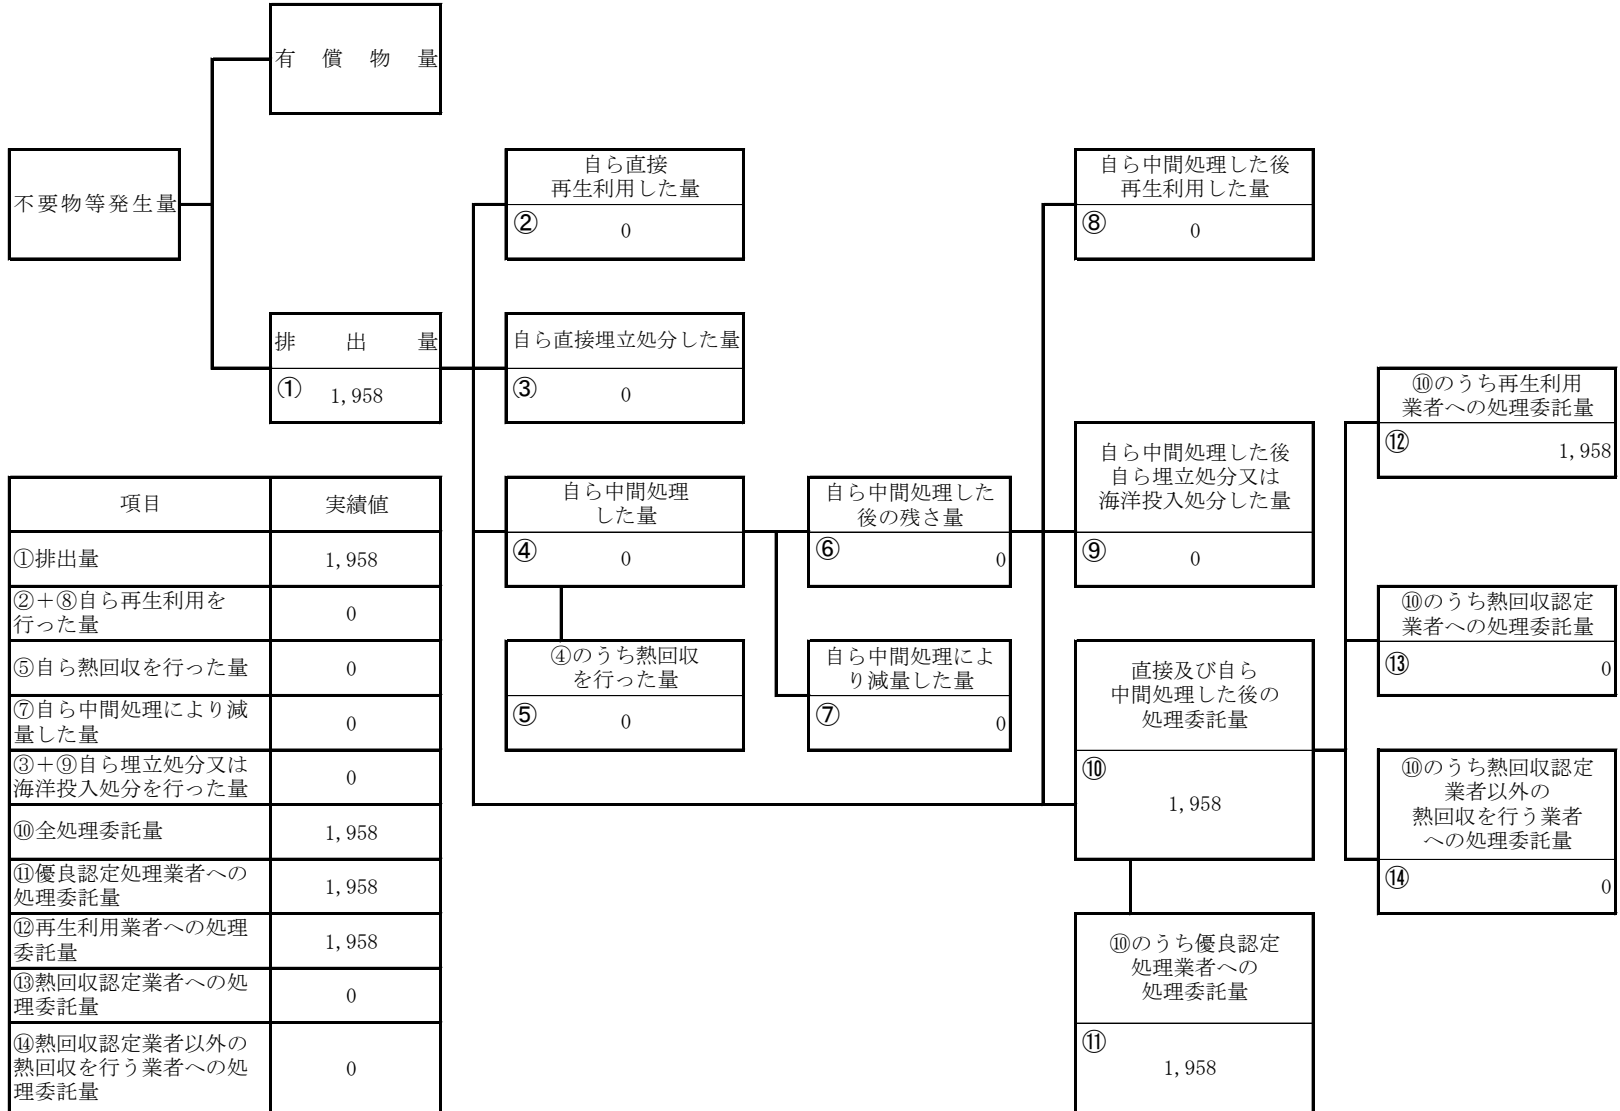 有償物量
不要物等発生量
排出量
① 1,958
自ら直接
再生利用した量
② 0
自ら直接埋立処分した量
③ 0
自ら中間処理
した量
④ 0
④のうち熱回収
を行った量
⑤ 0
自ら中間処理した
後の残さ量
⑥ 0
自ら中間処理によ
り減量した量
⑦ 0
自ら中間処理した後
再生利用した量
⑧ 0
自ら中間処理した後
自ら埋立処分又は
海洋投入処分した量
⑨ 0
直接及び自ら
中間処理した後の
処理委託量
⑩
1,958
⑩のうち優良認定
処理業者への
処理委託量
⑪
1,958
⑩のうち再生利用
業者への処理委託量
⑫ 1,958
⑩のうち熱回収認定
業者への処理委託量
⑬ 0
⑩のうち熱回収認定
業者以外の
熱回収を行う業者
への処理委託量
⑭ 0
項目 実績値
①排出量 1,958
②+⑧自ら再生利用を
行った量 0
⑤自ら熱回収を行った量 0
⑦自ら中間処理により減
量した量 0
③+⑨自ら埋立処分又は
海洋投入処分を行った量 0
⑩全処理委託量 1,958
⑪優良認定処理業者への
処理委託量 1,958
⑫再生利用業者への処理
委託量 1,958
⑬熱回収認定業者への処
理委託量 0
⑭熱回収認定業者以外の
熱回収を行う業者への処
理委託量 0